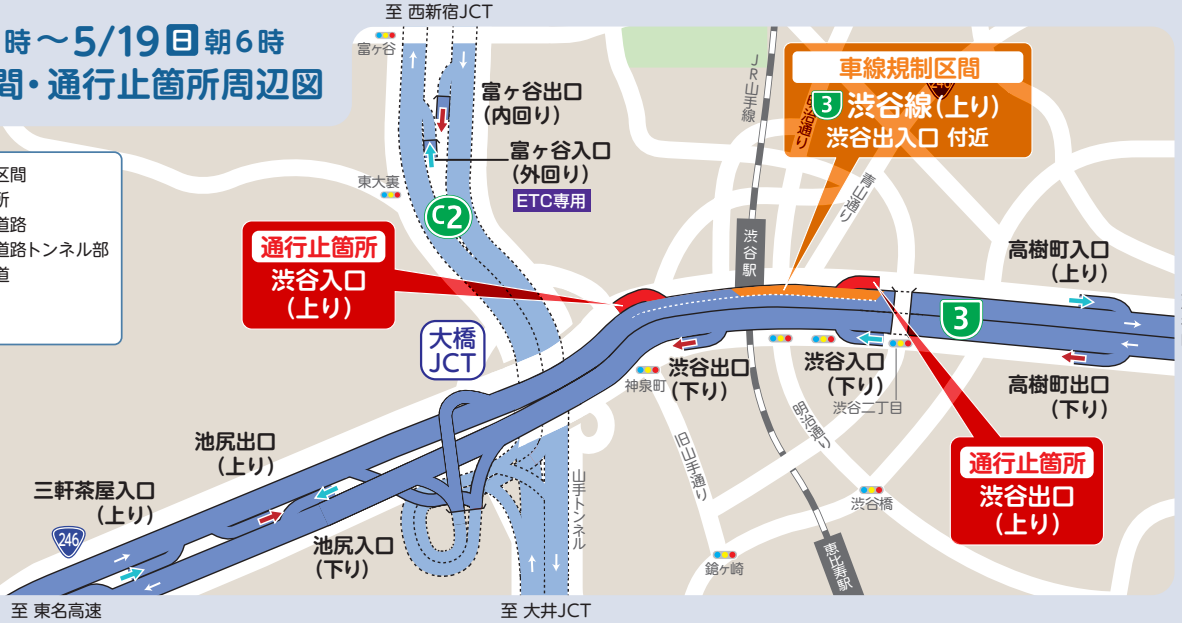 至 西新宿JCT
時〜5/19日朝6時
間・通行止箇所周辺図
区間
所
道路
道路トンネル部
道
富ヶ谷
富ヶ谷出口
(内回り)
富ヶ谷入口
(外回り)
ETC専用
東大裏
C2
JR山手線
車線規制区間
3 渋谷線(上り)
渋谷出入口 付近
明治通り
青山通り
通行止箇所
渋谷入口
(上り)
渋谷駅
高樹町入口
(上り)
3
大橋
JCT
渋谷出口
(下り)
神泉町
渋谷入口
(下り)
渋谷二丁目
高樹町出口
(下り)
明治通り
旧山手通り
池尻出口
(上り)
三軒茶屋入口
(上り)
246
池尻入口
(下り)
山手トンネル
通行止箇所
渋谷出口
(上り)
渋谷橋
鎗ヶ崎
恵比寿駅
至 東名高速
至 大井JCT